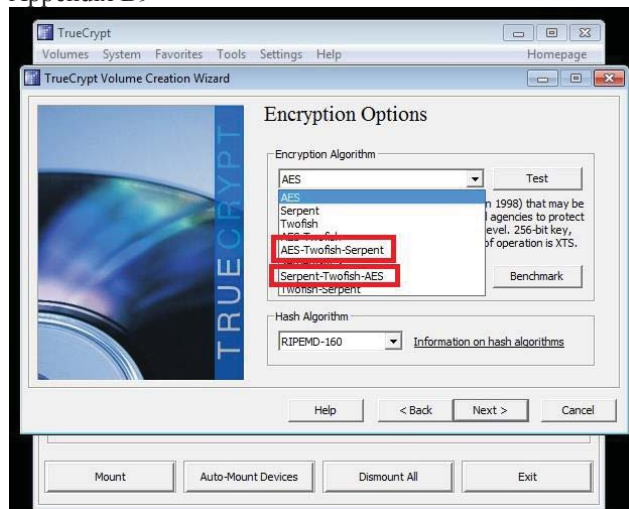 TrueCrypt
Volumes System Favorites Tools Settings Help Homepage
TrueCrypt Volume Creation Wizard
TRUECRYPT
Encryption Options
Encryption Algorithm
AES
Test
AES
Serpent
Twofish
AES-Twofish
AES-Twofish-Serpent
Serpent-Twofish-AES
Twofish-Serpent
n 1998) that may be
l agencies to protect
evel. 256-bit key,
of operation is XTS.
Benchmark
Hash Algorithm
RIPEMD-160
Information on hash algorithms
Help < Back Next > Cancel
Mount Auto-Mount Devices Dismount All Exit